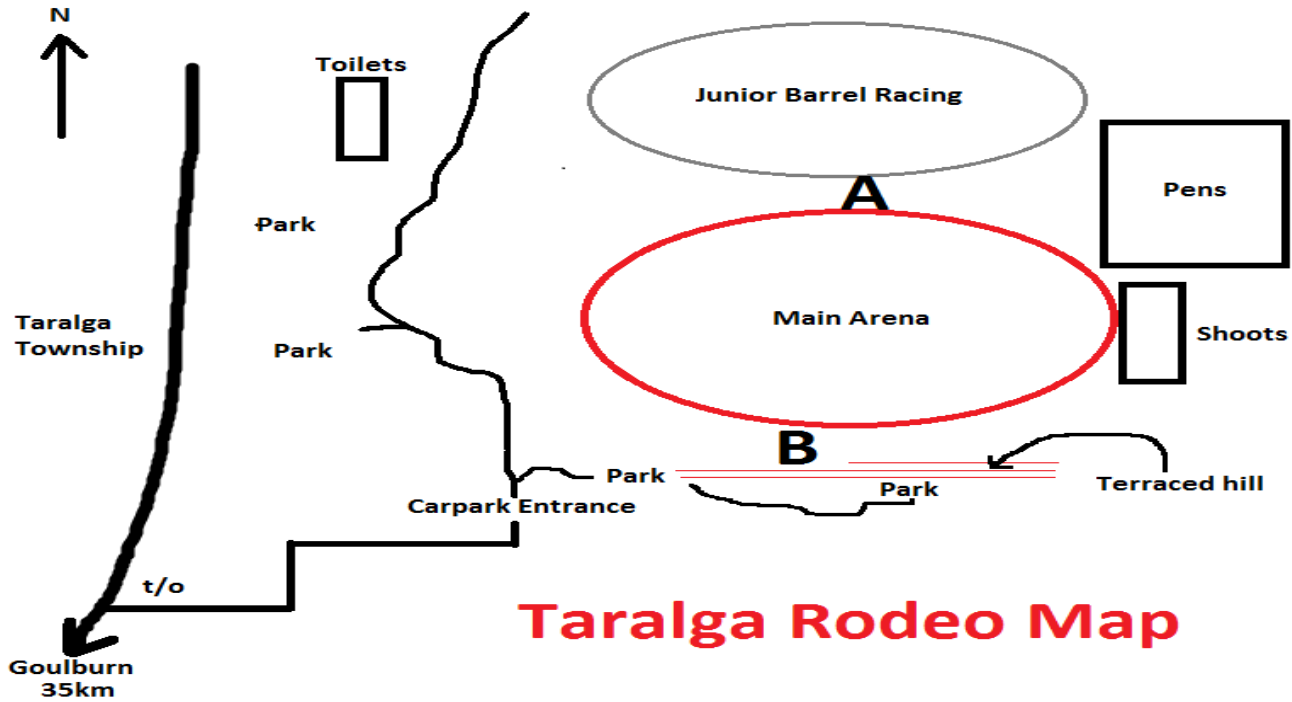 N
Toilets
Junior Barrel Racing
A
Pens
Park
Main Arena
Taralga
Township
Park
Shoots
B
Park
Park
Terraced hill
Carpark Entrance
t/o
Taralga Rodeo Map
Goulburn
35km